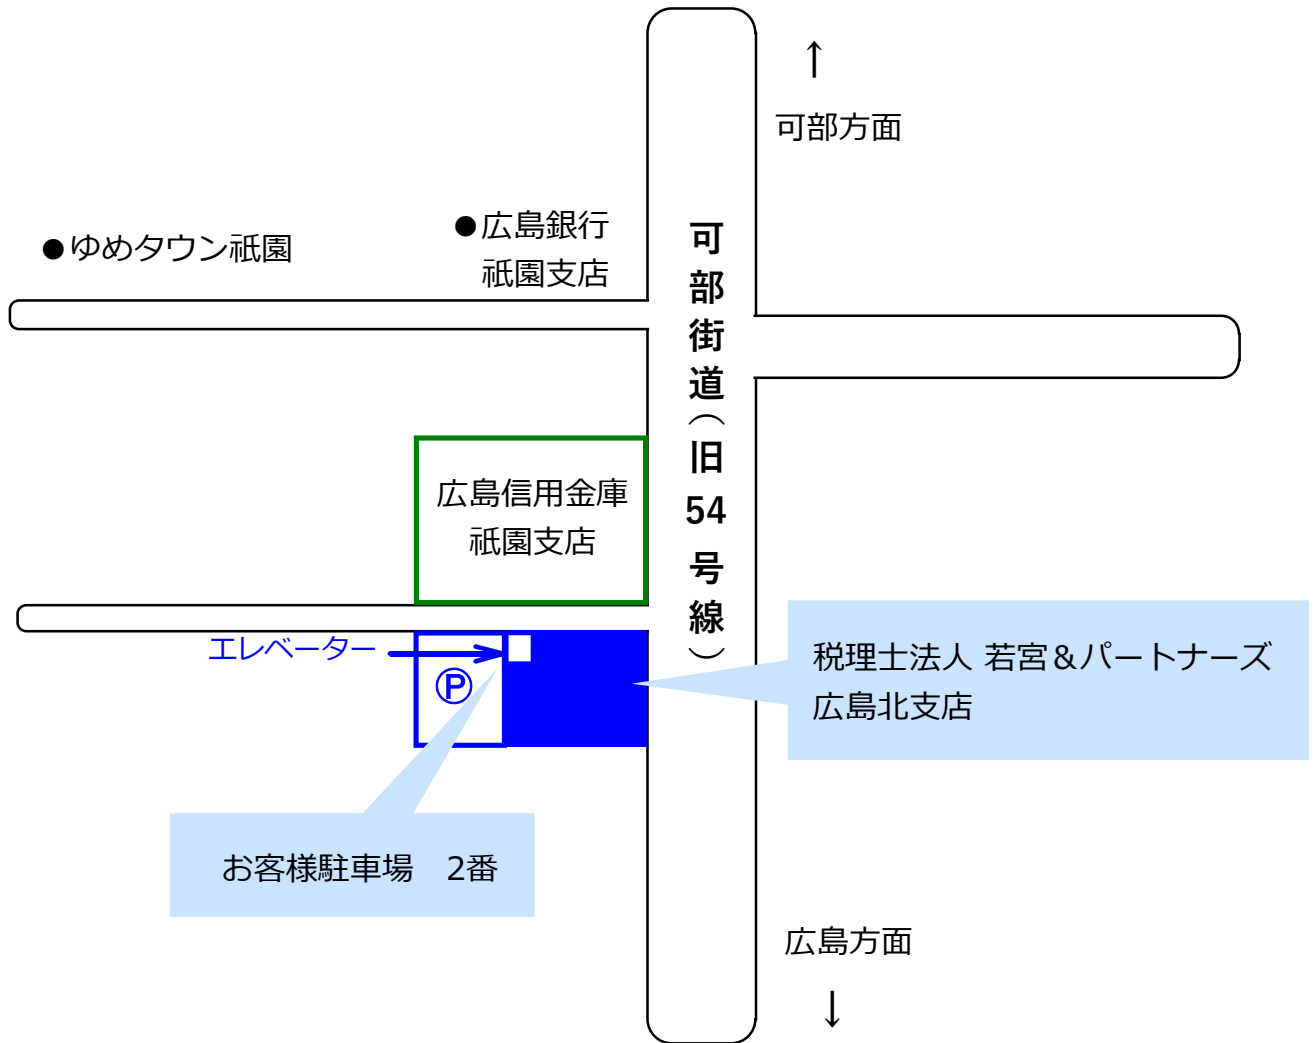 ↑
可部方面
●広島銀行
祇園支店
●ゆめタウン祇園
可部街道（旧54号線）
広島信用金庫
祇園支店
エレベーター
Ⓟ
税理士法人 若宮＆パートナーズ
広島北支店
お客様駐車場　2番
広島方面
↓